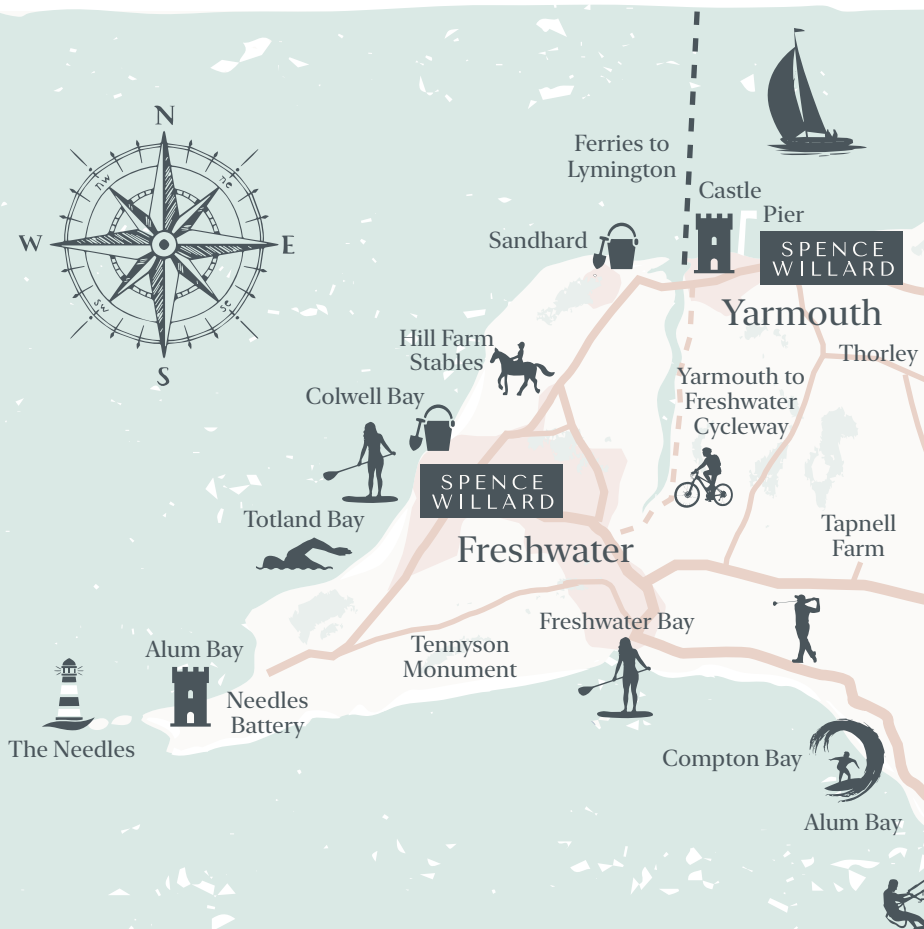 N
nw
ne
W
E
sw
se
S
Ferries to
Lymington
Castle
Pier
Sandhard
SPENCE
WILLARD
Yarmouth
Hill Farm
Stables
Thorley
Yarmouth to
Freshwater
Cycleway
Colwell Bay
SPENCE
WILLARD
Totland Bay
Freshwater
Tapnell
Farm
Freshwater Bay
Tennyson
Monument
Alum Bay
Needles
Battery
The Needles
Compton Bay
Alum Bay